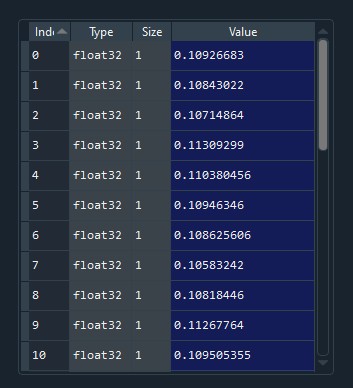 Ind Type Size Value
0 float32 1 0.10926683
1 float32 1 0.10843022
2 float32 1 0.10714864
3 float32 1 0.11309299
4 float32 1 0.110380456
5 float32 1 0.10946346
6 float32 1 0.108625606
7 float32 1 0.10583242
8 float32 1 0.10818446
9 float32 1 0.11267764
10 float32 1 0.109505355